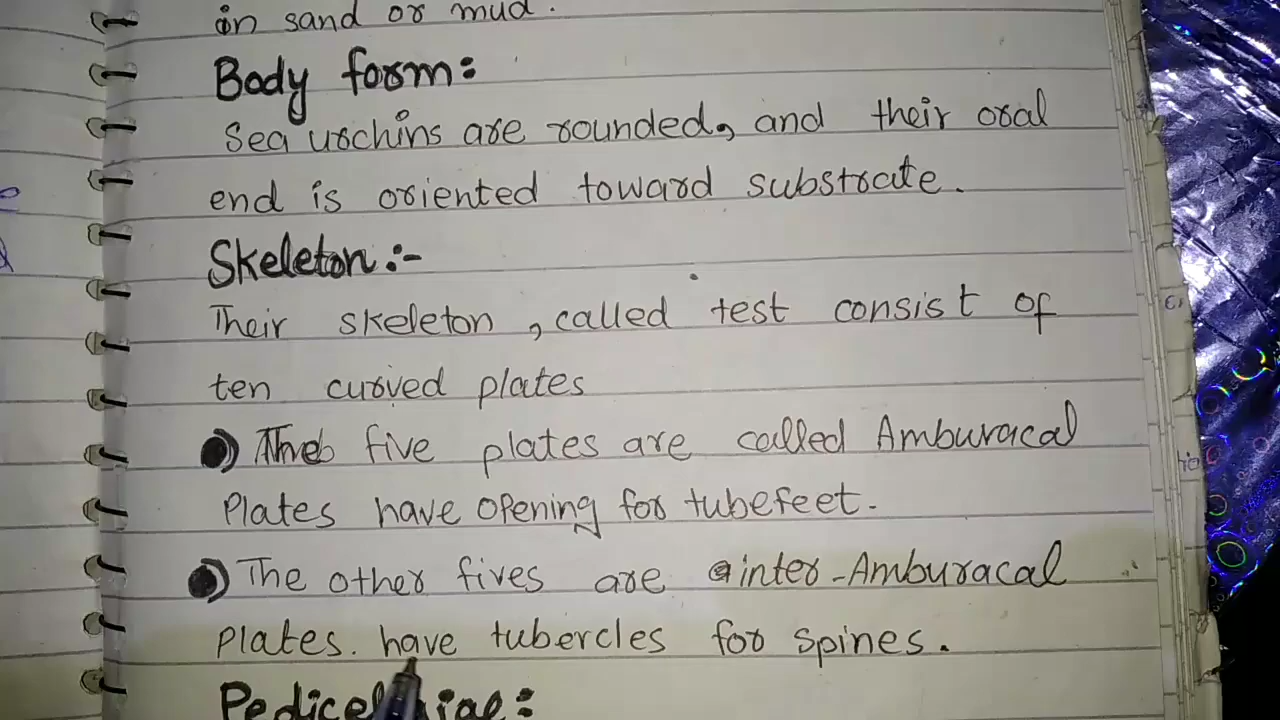 in sand or mud.
Body form:
Sea urchins are rounded, and their oral
end is oriented toward substrate.
Skeleton:-
Their skeleton, called test consist of
ten curved plates
five plates are called Amburacal
Plates have opening for tubefeet.
The other fives are inter-Amburacal
plates. have tubercles for spines.